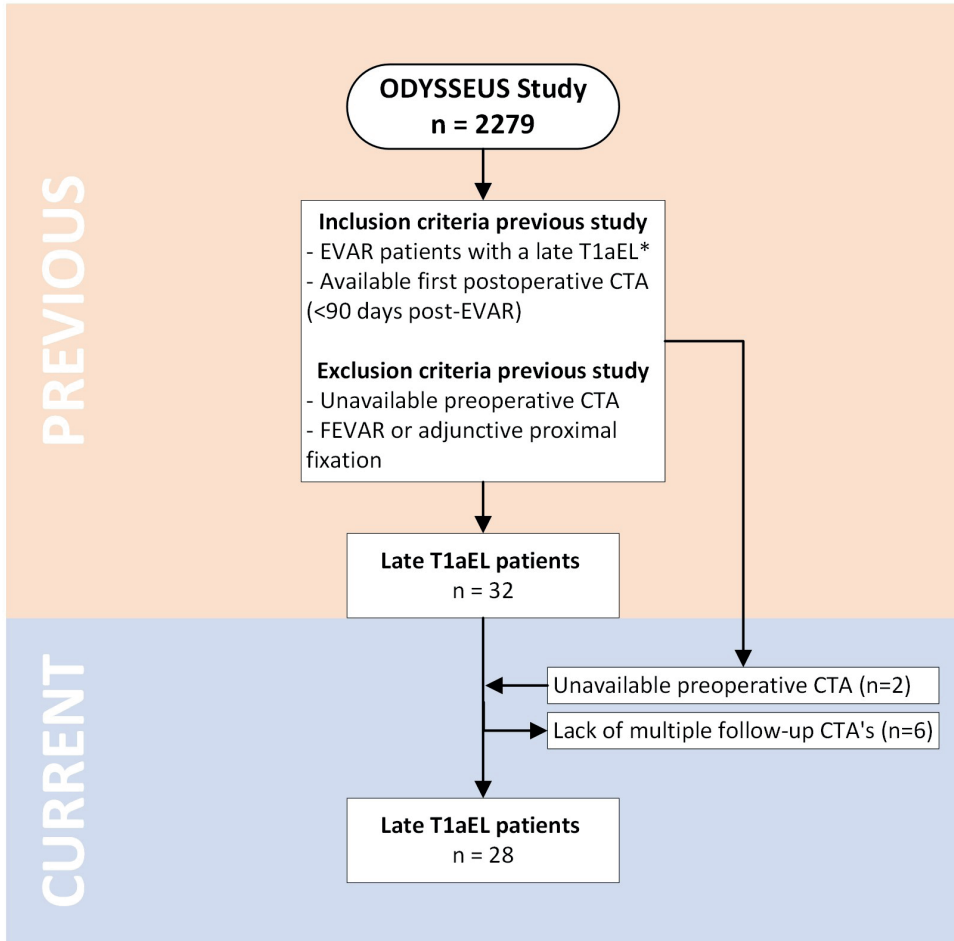 ODYSSEUS Study
n = 2279
PREVIOUS
Inclusion criteria previous study
- EVAR patients with a late T1aEL*
- Available first postoperative CTA
(<90 days post-EVAR)
Exclusion criteria previous study
- Unavailable preoperative CTA
- FEVAR or adjunctive proximal
fixation
Late T1aEL patients
n = 32
CURRENT
Unavailable preoperative CTA (n=2)
Lack of multiple follow-up CTA's (n=6)
Late T1aEL patients
n = 28